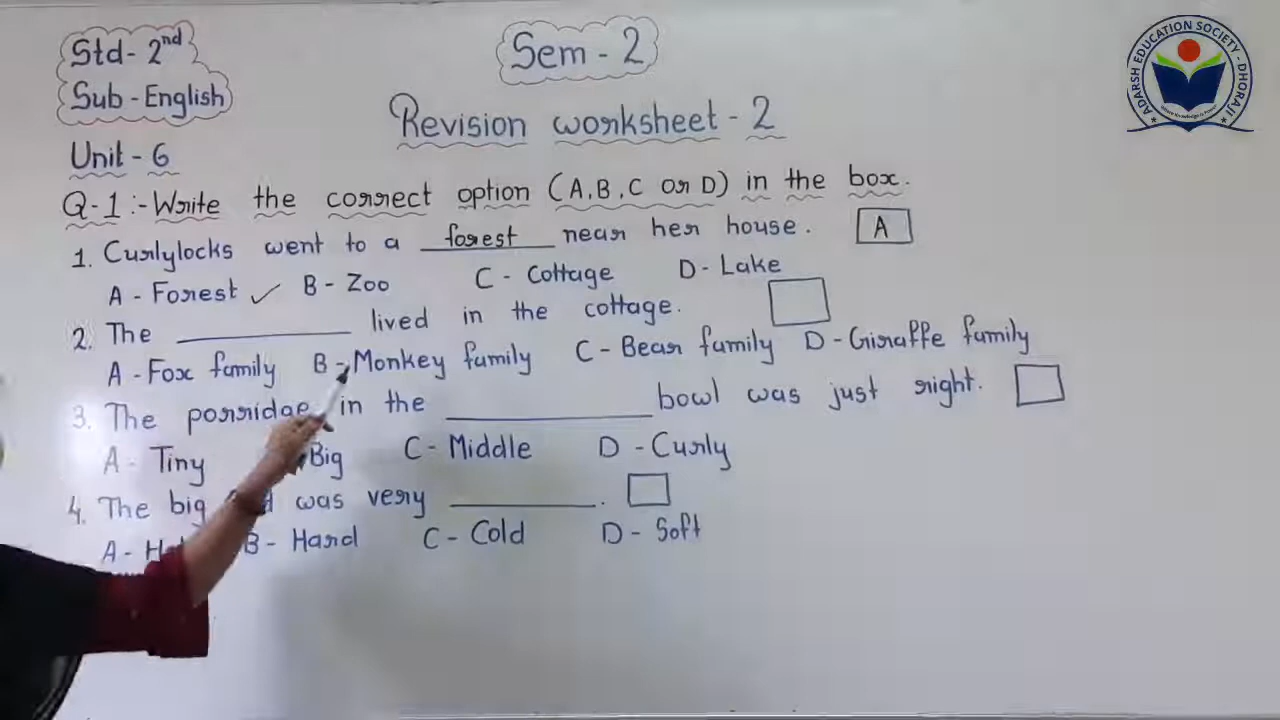 Std - 2nd
Sub - English
Sem - 2
ADARSH EDUCATION SOCIETY - DHORAJI
Revision worksheet - 2
Unit - 6
Q-1 :- Write the correct option (A, B, C or D) in the box.
1. Curlylocks went to a forest near her house. A
A - Forest ✓ B - Zoo C - Cottage D - Lake
2. The ________ lived in the cottage.
A - Fox family B - Monkey family C - Bear family D - Giraffe family
3. The porridge in the ________ bowl was just right.
A - Tiny Big C - Middle D - Curly
4. The big was very ________.
A - B - Hard C - Cold D - Soft